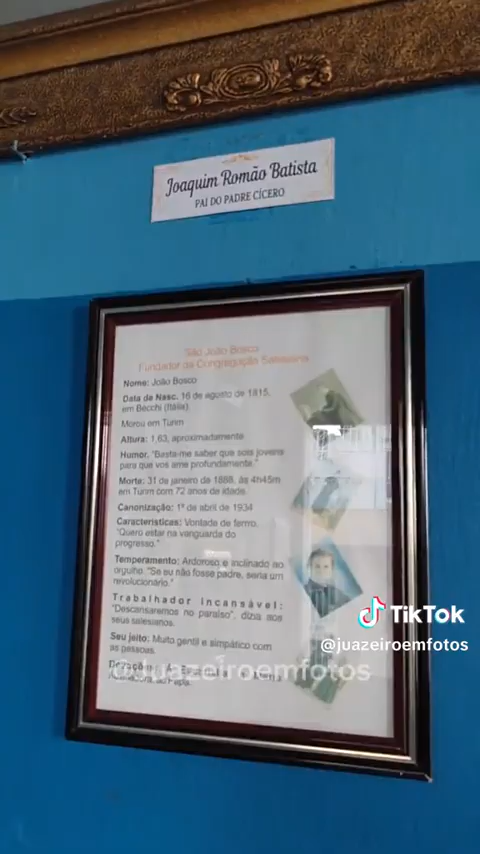 Joaquim Romão Batista
PAI DO PADRE CÍCERO
São João Bosco
Fundador da Congregação Salesiana
Nome: João Bosco
Data de Nasc. 16 de agosto de 1815,
em Becchi (Itália)
Morou em Turim
Altura: 1,63, aproximadamente
Humor. "Basta-me saber que sois jovens
para que vos ame profundamente."
Morte: 31 de janeiro de 1888, às 4h45m
em Turim com 72 anos de idade.
Canonização: 1º de abril de 1934
Características: Vontade de ferro.
"Quero estar na vanguarda do
progresso."
Temperamento: Ardoroso e inclinado ao
orgulho. "Se eu não fosse padre, seria um
revolucionário."
Trabalhador incansável:
"Descansaremos no paraíso", dizia aos
seus salesianos.
Seu jeito: Muito gentil e simpático com
as pessoas.
Devoção:
Papa.
TikTok
@juazeiroemfotos
@juazeiroemfotos